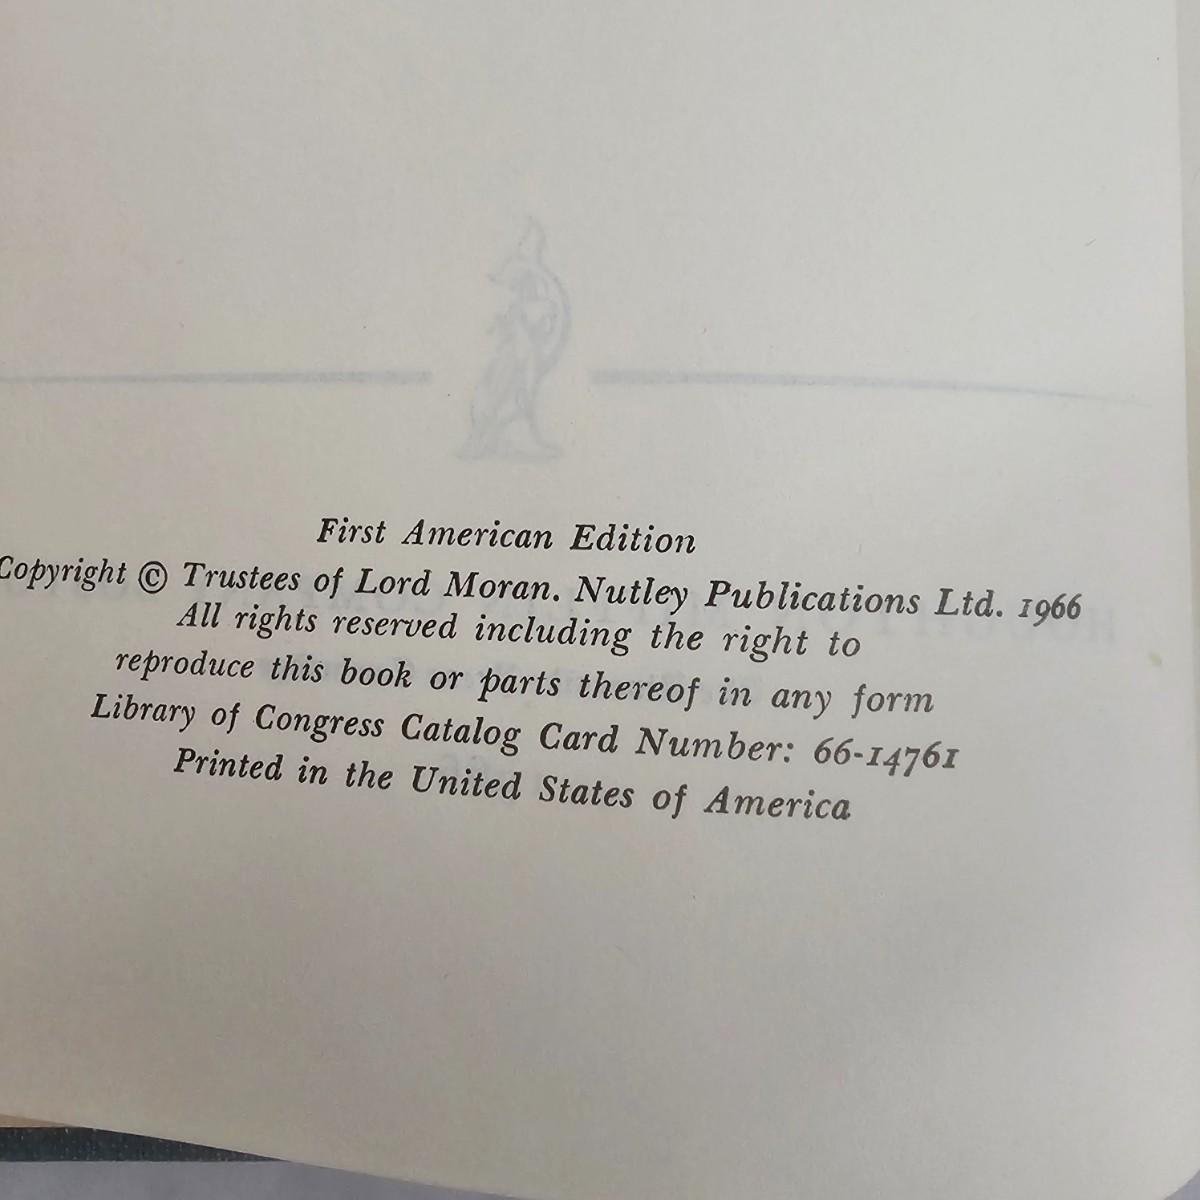 First American Edition
Copyright © Trustees of Lord Moran. Nutley Publications Ltd. 1966
All rights reserved including the right to
reproduce this book or parts thereof in any form
Library of Congress Catalog Card Number: 66-14761
Printed in the United States of America